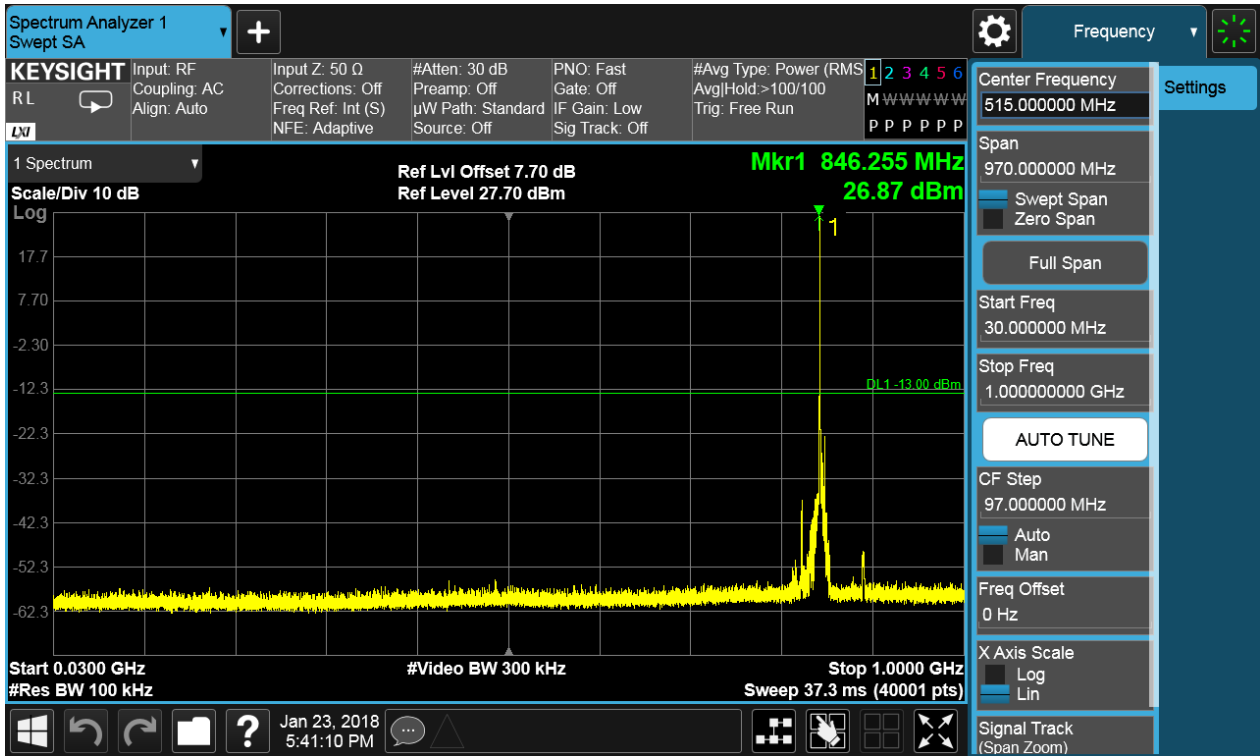 Spectrum Analyzer 1
Swept SA
+
Frequency
KEYSIGHT
RL
LXI
Input: RF
Coupling: AC
Align: Auto
Input Z: 50 Ω
Corrections: Off
Freq Ref: Int (S)
NFE: Adaptive
#Atten: 30 dB
Preamp: Off
µW Path: Standard
Source: Off
PNO: Fast
Gate: Off
IF Gain: Low
Sig Track: Off
#Avg Type: Power (RMS
Avg|Hold:>100/100
Trig: Free Run
1 2 3 4 5 6
M W W W W W
P P P P P P
1 Spectrum
Scale/Div 10 dB
Log
Ref Lvl Offset 7.70 dB
Ref Level 27.70 dBm
Mkr1 846.255 MHz
26.87 dBm
1
17.7
7.70
-2.30
-12.3
-22.3
-32.3
-42.3
-52.3
-62.3
DL1 -13.00 dBm
Start 0.0300 GHz
#Res BW 100 kHz
#Video BW 300 kHz
Stop 1.0000 GHz
Sweep 37.3 ms (40001 pts)
Center Frequency
515.000000 MHz
Span
970.000000 MHz
Swept Span
Zero Span
Full Span
Start Freq
30.000000 MHz
Stop Freq
1.000000000 GHz
AUTO TUNE
CF Step
97.000000 MHz
Auto
Man
Freq Offset
0 Hz
X Axis Scale
Log
Lin
Signal Track
(Span Zoom)
Settings
?
Jan 23, 2018
5:41:10 PM